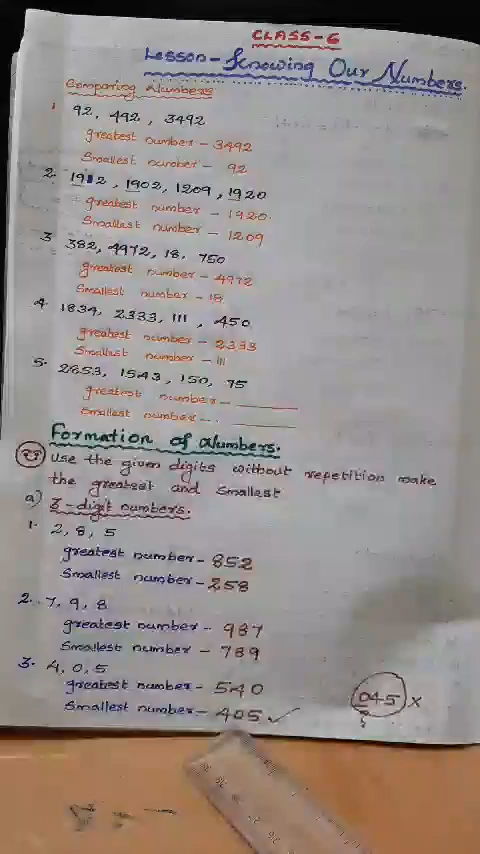 CLASS-6
Lesson - Knowing Our Numbers.
Comparing Numbers
1. 92, 492, 3492
greatest number - 3492
Smallest number - 92
2. 1912, 1902, 1209, 1920
greatest number - 1920.
Smallest number - 1209
3. 382, 4972, 18, 750
greatest number - 4972
Smallest number - 18
4. 1834, 2333, 111, 450
greatest number - 2333
Smallest number - 111
5. 2853, 1543, 150, 75
greatest number - ________
Smallest number - ________
Formation of Numbers.
Use the given digits without repetition make
the greatest and smallest
a) 3-digit numbers.
1. 2, 8, 5
greatest number - 852
Smallest number - 258
2. 7, 9, 8
greatest number - 987
Smallest number - 789
3. 4, 0, 5
greatest number - 540
Smallest number - 405 ✓
045 x